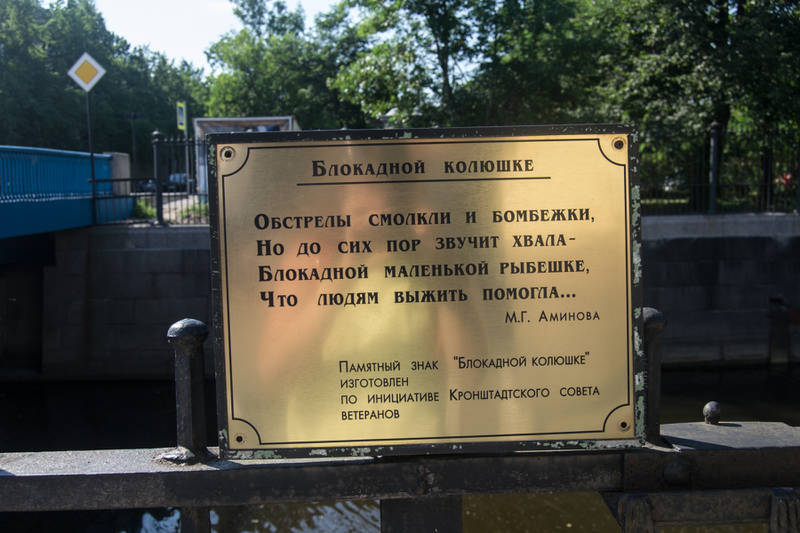 Блокадной колюшке
Обстрелы смолкли и бомбежки,
Но до сих пор звучит хвала-
Блокадной маленькой рыбешке,
Что людям выжить помогла...
М.Г. Аминова
Памятный знак "Блокадной колюшке"
изготовлен
по инициативе Кронштадтского совета
ветеранов